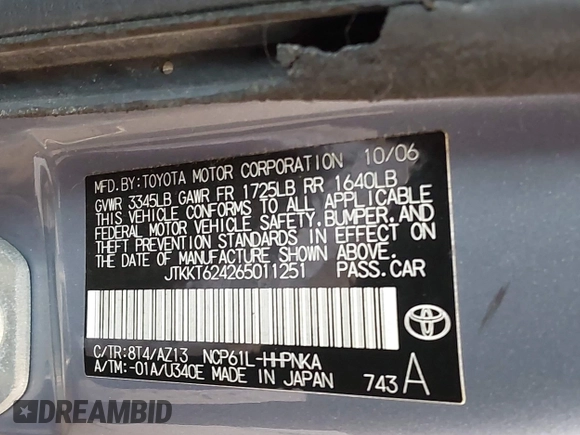 MFD. BY: TOYOTA MOTOR CORPORATION 10/06
GVWR 3345LB GAWR FR 1725LB RR 1640LB
THIS VEHICLE CONFORMS TO ALL APPLICABLE
FEDERAL MOTOR VEHICLE SAFETY, BUMPER, AND
THEFT PREVENTION STANDARDS IN EFFECT ON
THE DATE OF MANUFACTURE SHOWN ABOVE.
JTKKT624265011251 PASS. CAR
C/TR:8T4/AZ13 NCP61L-HHPNKA
A/TM:-01A/U340E MADE IN JAPAN 743 A
DREAMBID